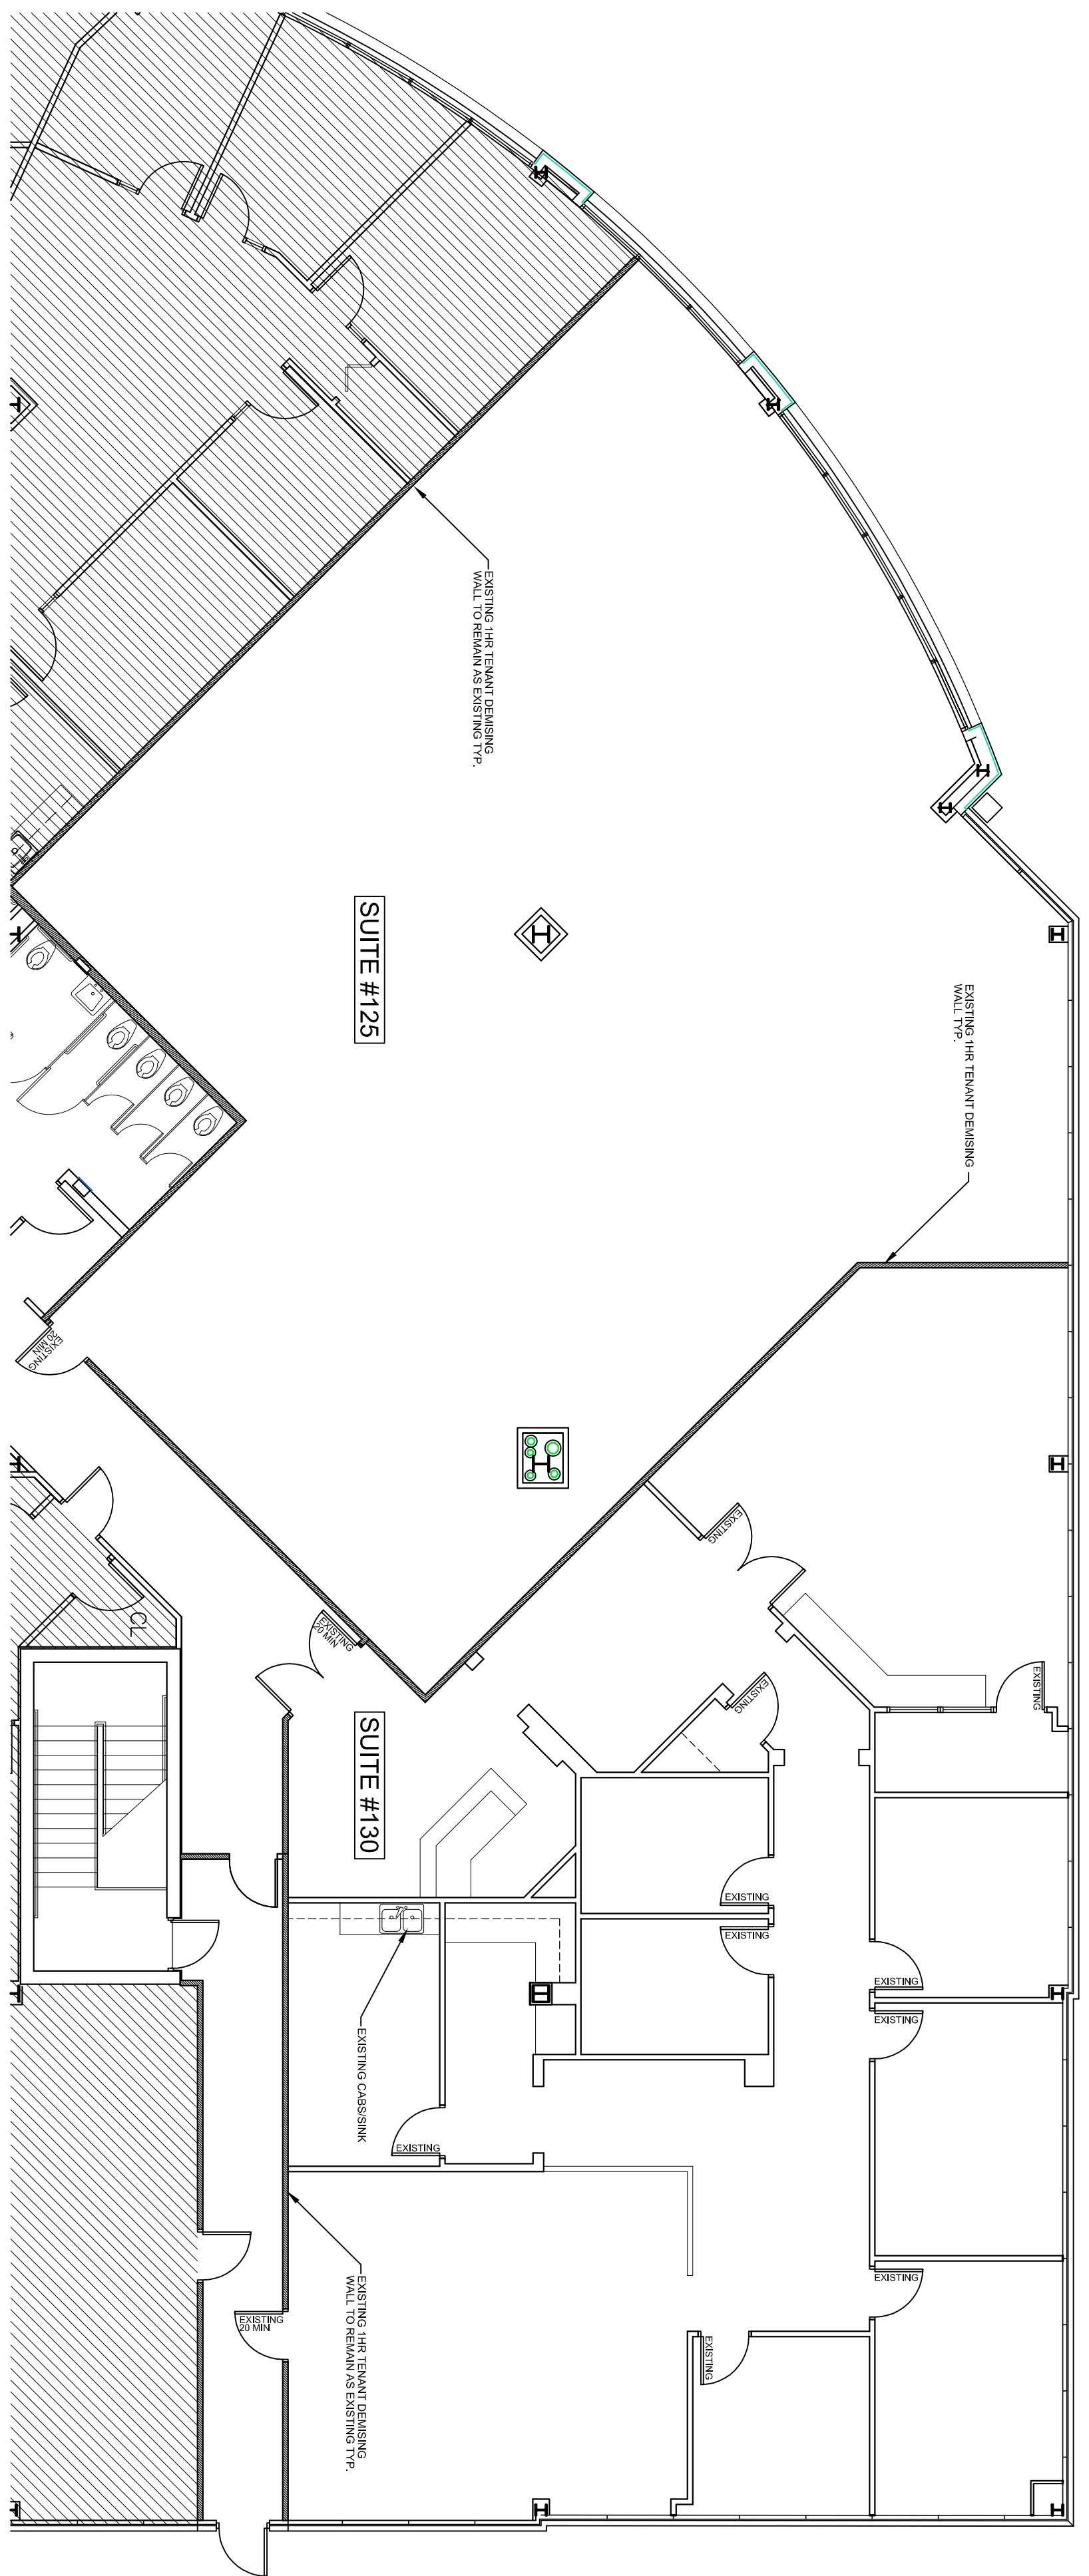 EXISTING 1HR TENANT DEMISING
WALL TO REMAIN AS EXISTING TYP.
SUITE #125
EXISTING 1HR TENANT DEMISING
WALL TYP.
EXISTING
20 MIN
EXISTING
EXISTING
20 MIN
CL
EXISTING
EXISTING
SUITE #130
EXISTING
EXISTING
EXISTING
EXISTING
EXISTING CABS/SINK
EXISTING
EXISTING
EXISTING
20 MIN
EXISTING
EXISTING 1HR TENANT DEMISING
WALL TO REMAIN AS EXISTING TYP.